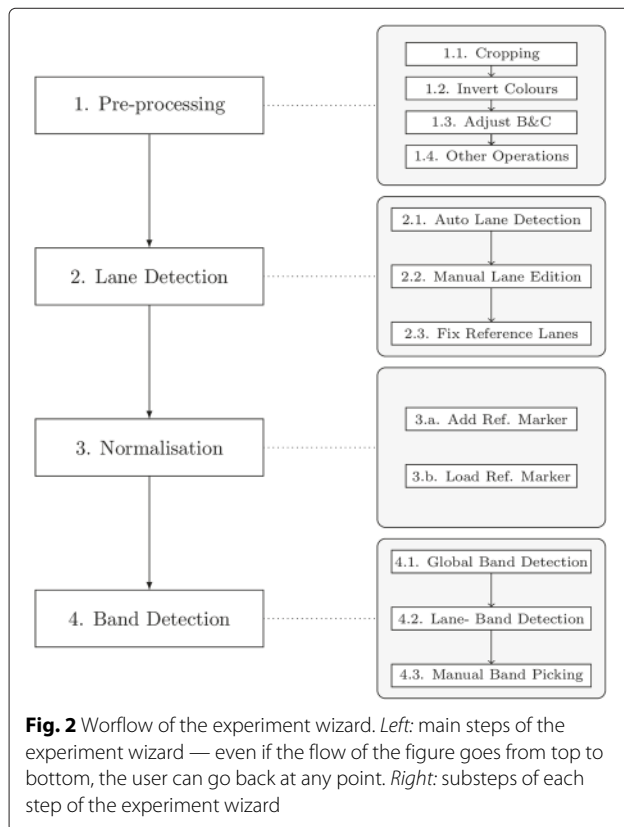 1. Pre-processing
1.1. Cropping
1.2. Invert Colours
1.3. Adjust B&C
1.4. Other Operations
2. Lane Detection
2.1. Auto Lane Detection
2.2. Manual Lane Edition
2.3. Fix Reference Lanes
3. Normalisation
3.a. Add Ref. Marker
3.b. Load Ref. Marker
4. Band Detection
4.1. Global Band Detection
4.2. Lane- Band Detection
4.3. Manual Band Picking
Fig. 2 Worflow of the experiment wizard. Left: main steps of the
experiment wizard — even if the flow of the figure goes from top to
bottom, the user can go back at any point. Right: substeps of each
step of the experiment wizard